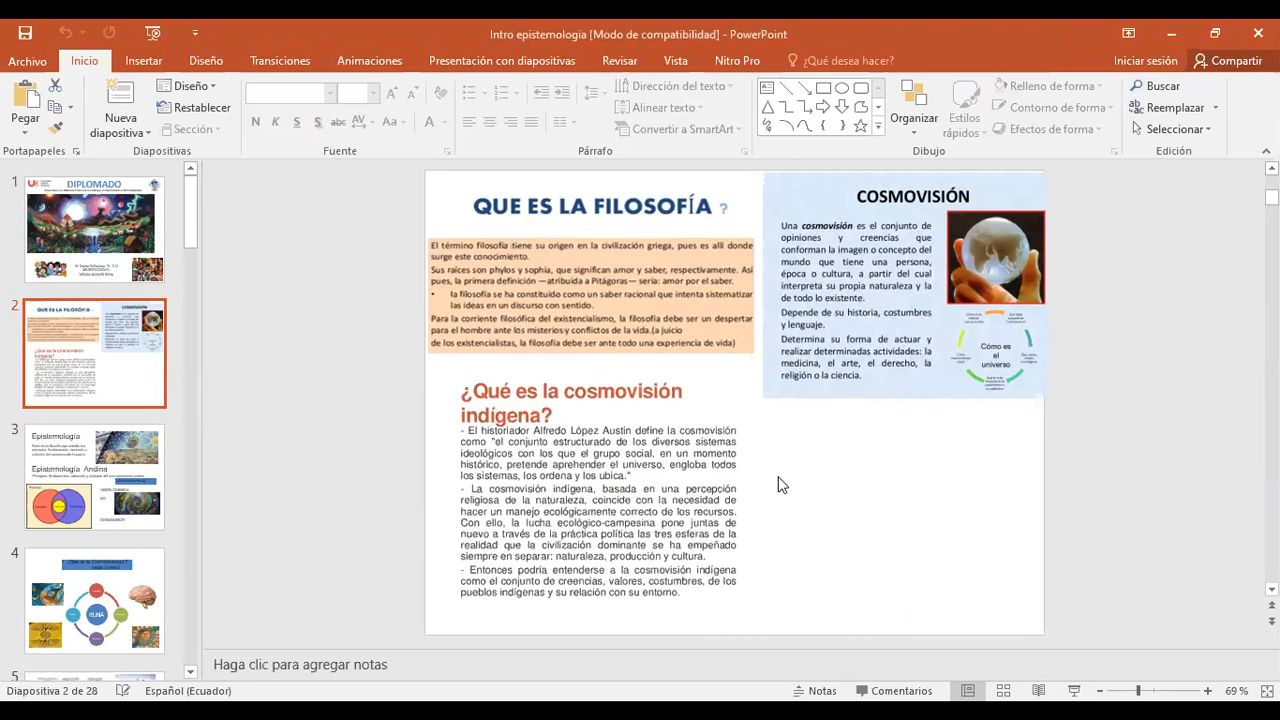 Intro epistemologia [Modo de compatibilidad] - PowerPoint
Archivo Inicio Insertar Diseño Transiciones Animaciones Presentación con diapositivas Revisar Vista Nitro Pro ¿Qué desea hacer? Iniciar sesión Compartir
Pegar
Nueva diapositiva
Diseño
Restablecer
Sección
N K S S abc AV Aa A
Dirección del texto
Alinear texto
Convertir a SmartArt
Organizar
Estilos rápidos
Relleno de forma
Contorno de forma
Efectos de forma
Buscar
Reemplazar
Seleccionar
Portapapeles Diapositivas Fuente Párrafo Dibujo Edición
1
DIPLOMADO
2
QUE ES LA FILOSOFÍA
COSMOVISIÓN
¿Qué es la cosmovisión
indígena?
3
Epistemología
Epistemología Andina
4
RUNA
5
QUE ES LA FILOSOFÍA ?
El término filosofía tiene su origen en la civilización griega, pues es allí donde
surge este conocimiento.
Sus raíces son phylos y sophia, que significan amor y saber, respectivamente. Así
pues, la primera definición —atribuida a Pitágoras— sería: amor por el saber.
• la filosofía se ha constituido como un saber racional que intenta sistematizar
las ideas en un discurso con sentido.
Para la corriente filosófica del existencialismo, la filosofía debe ser un despertar
para el hombre ante los misterios y conflictos de la vida.(a juicio
de los existencialistas, la filosofía debe ser ante todo una experiencia de vida)
COSMOVISIÓN
Una cosmovisión es el conjunto de
opiniones y creencias que
conforman la imagen o concepto del
mundo que tiene una persona,
época o cultura, a partir del cual
interpreta su propia naturaleza y la
de todo lo existente.
Depende de su historia, costumbres
y lenguaje.
Determina su forma de actuar y
realizar determinadas actividades: la
medicina, el arte, el derecho, la
religión o la ciencia.
Cómo es
el
universo
¿Qué es la cosmovisión
indígena?
- El historiador Alfredo López Austin define la cosmovisión
como "el conjunto estructurado de los diversos sistemas
ideológicos con los que el grupo social, en un momento
histórico, pretende aprehender el universo, engloba todos
los sistemas, los ordena y los ubica."
- La cosmovisión indígena, basada en una percepción
religiosa de la naturaleza, coincide con la necesidad de
hacer un manejo ecológicamente correcto de los recursos.
Con ello, la lucha ecológico-campesina pone juntas de
nuevo a través de la práctica política las tres esferas de la
realidad que la civilización dominante se ha empeñado
siempre en separar: naturaleza, producción y cultura.
- Entonces podría entenderse a la cosmovisión indígena
como el conjunto de creencias, valores, costumbres, de los
pueblos indígenas y su relación con su entorno.
Haga clic para agregar notas
Diapositiva 2 de 28 Español (Ecuador) Notas Comentarios 69 %